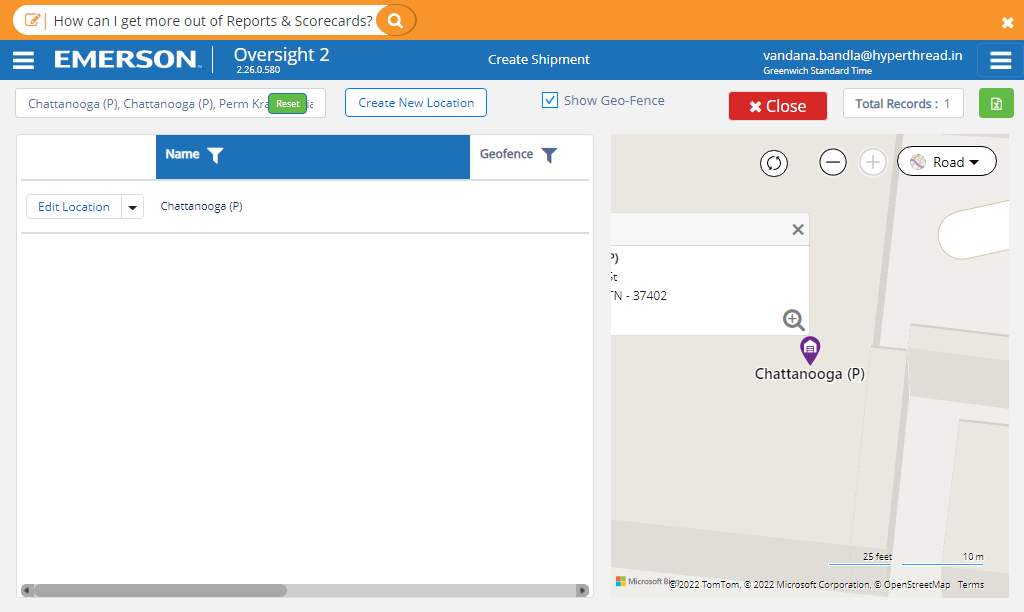 How can I get more out of Reports & Scorecards?
EMERSON
Oversight 2
2.26.0.580
Create Shipment
vandana.bandla@hyperthread.in
Greenwich Standard Time
Chattanooga (P), Chattanooga (P), Perm Kra
Reset
Create New Location
Show Geo-Fence
Close
Total Records : 1
Name
Geofence
Edit Location
Chattanooga (P)
Road
P)
St
TN - 37402
Chattanooga (P)
25 feet
10 m
Microsoft Bing
©2022 TomTom, © 2022 Microsoft Corporation, © OpenStreetMap Terms